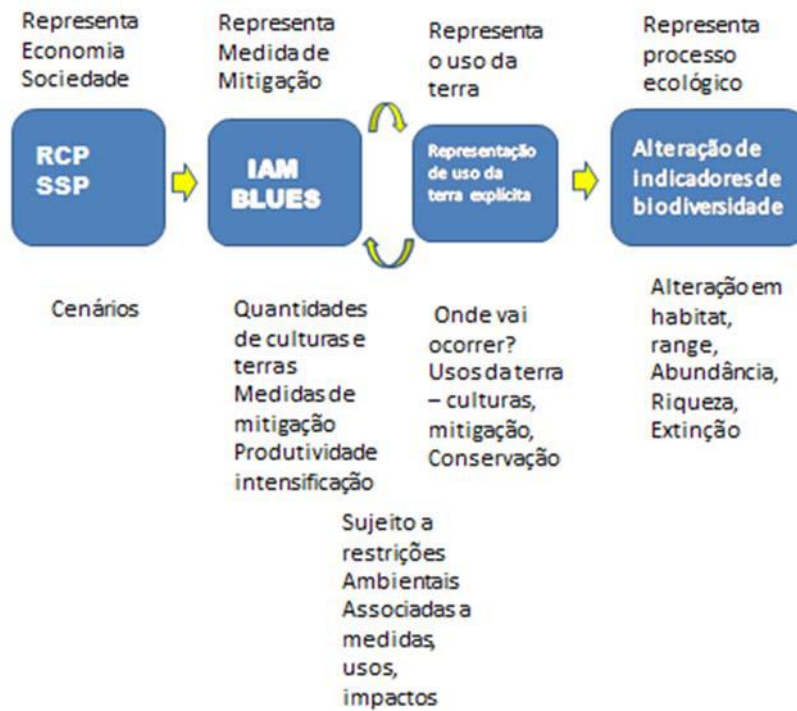 Representa
Economia
Sociedade
Representa
Medida de
Mitigação
Representa
o uso da
terra
Representa
processo
ecológico
RCP
SSP
IAM
BLUES
Representação
de uso da
terra explícita
Alteração de
indicadores de
biodiversidade
Cenários
Quantidades
de culturas e
terras
Medidas de
mitigação
Produtividade
intensificação
Onde vai
ocorrer?
Usos da terra
– culturas,
mitigação,
Conservação
Alteração em
habitat,
range,
Abundância,
Riqueza,
Extinção
Sujeito a
restrições
Ambientais
Associadas a
medidas,
usos,
impactos